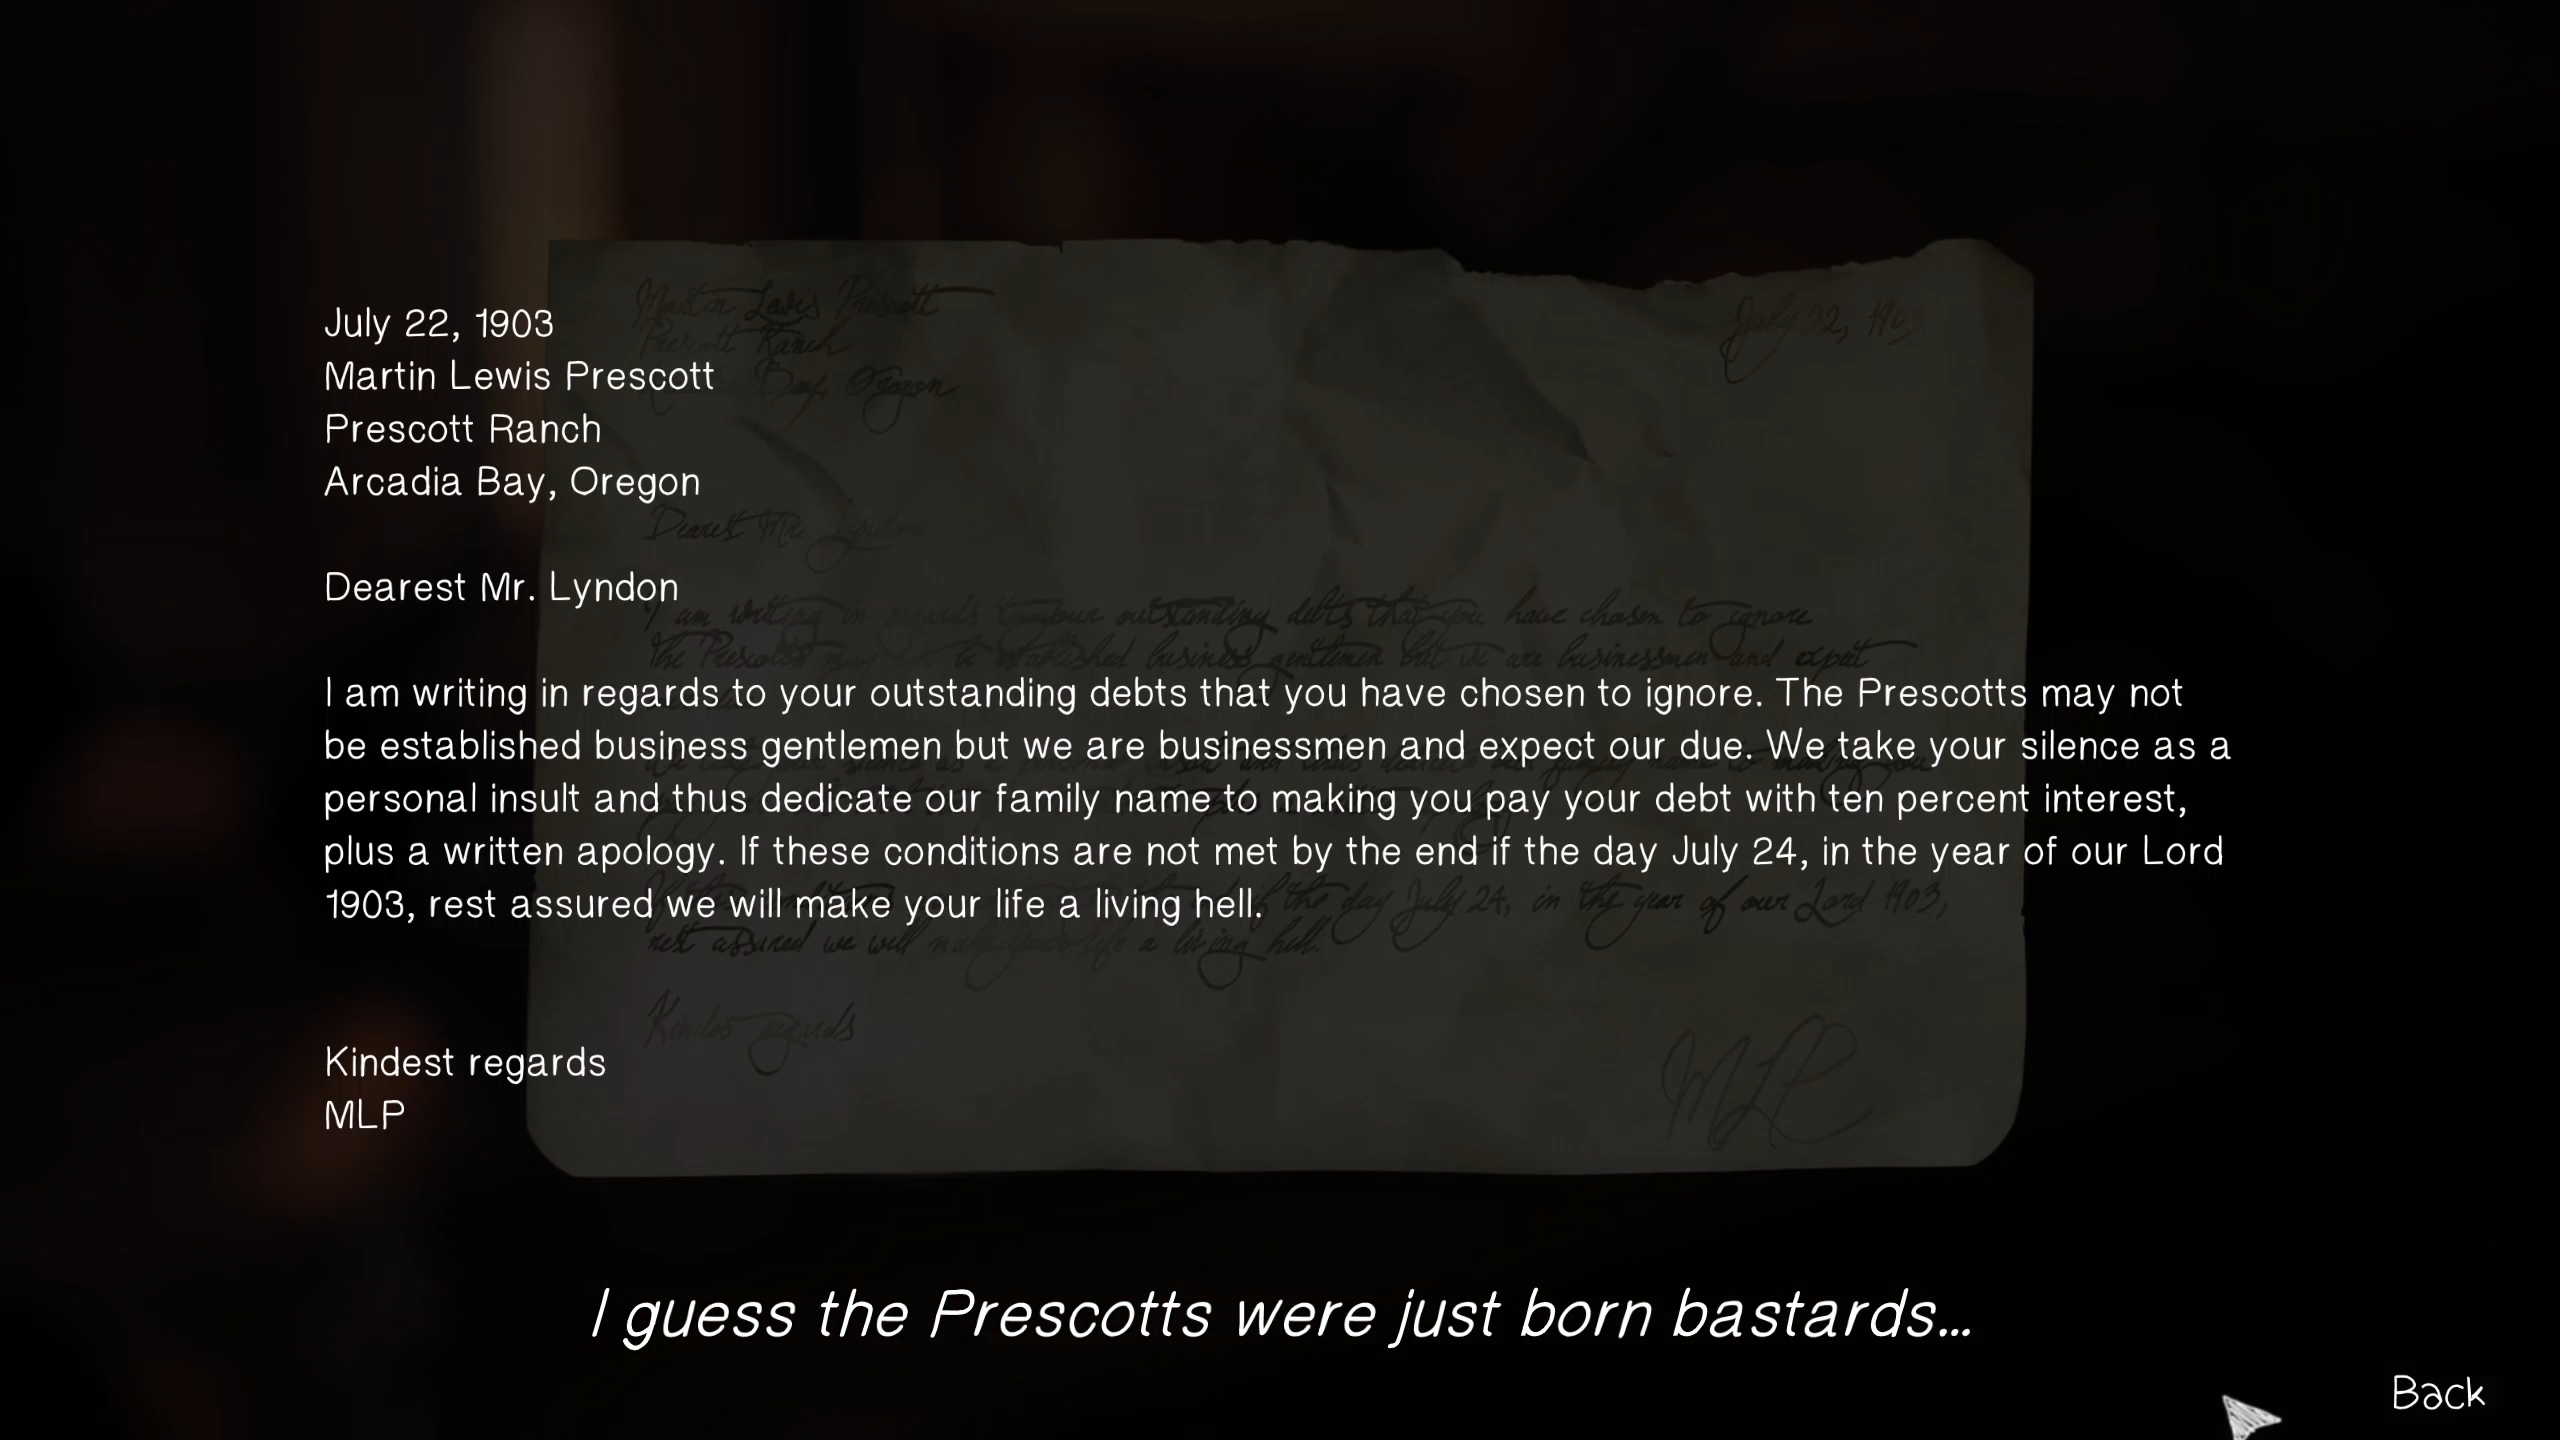 July 22, 1903
Martin Lewis Prescott
Prescott Ranch
Arcadia Bay, Oregon
Dearest Mr. Lyndon
I am writing in regards to your outstanding debts that you have chosen to ignore. The Prescotts may not
be established business gentlemen but we are businessmen and expect our due. We take your silence as a
personal insult and thus dedicate our family name to making you pay your debt with ten percent interest,
plus a written apology. If these conditions are not met by the end if the day July 24, in the year of our Lord
1903, rest assured we will make your life a living hell.
Kindest regards
MLP
I guess the Prescotts were just born bastards...
Back